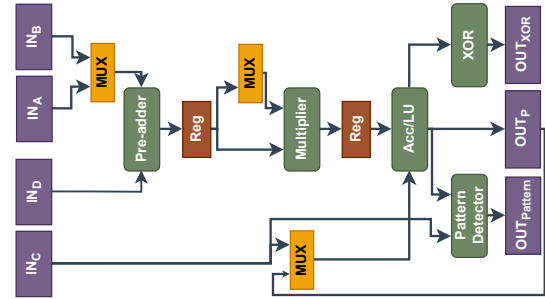 IN_B
IN_A
IN_D
IN_C
MUX
Pre-adder
Reg
MUX
Multiplier
Reg
MUX
Acc/LU
XOR
Pattern
Detector
OUT_XOR
OUT_P
OUT_Pattern